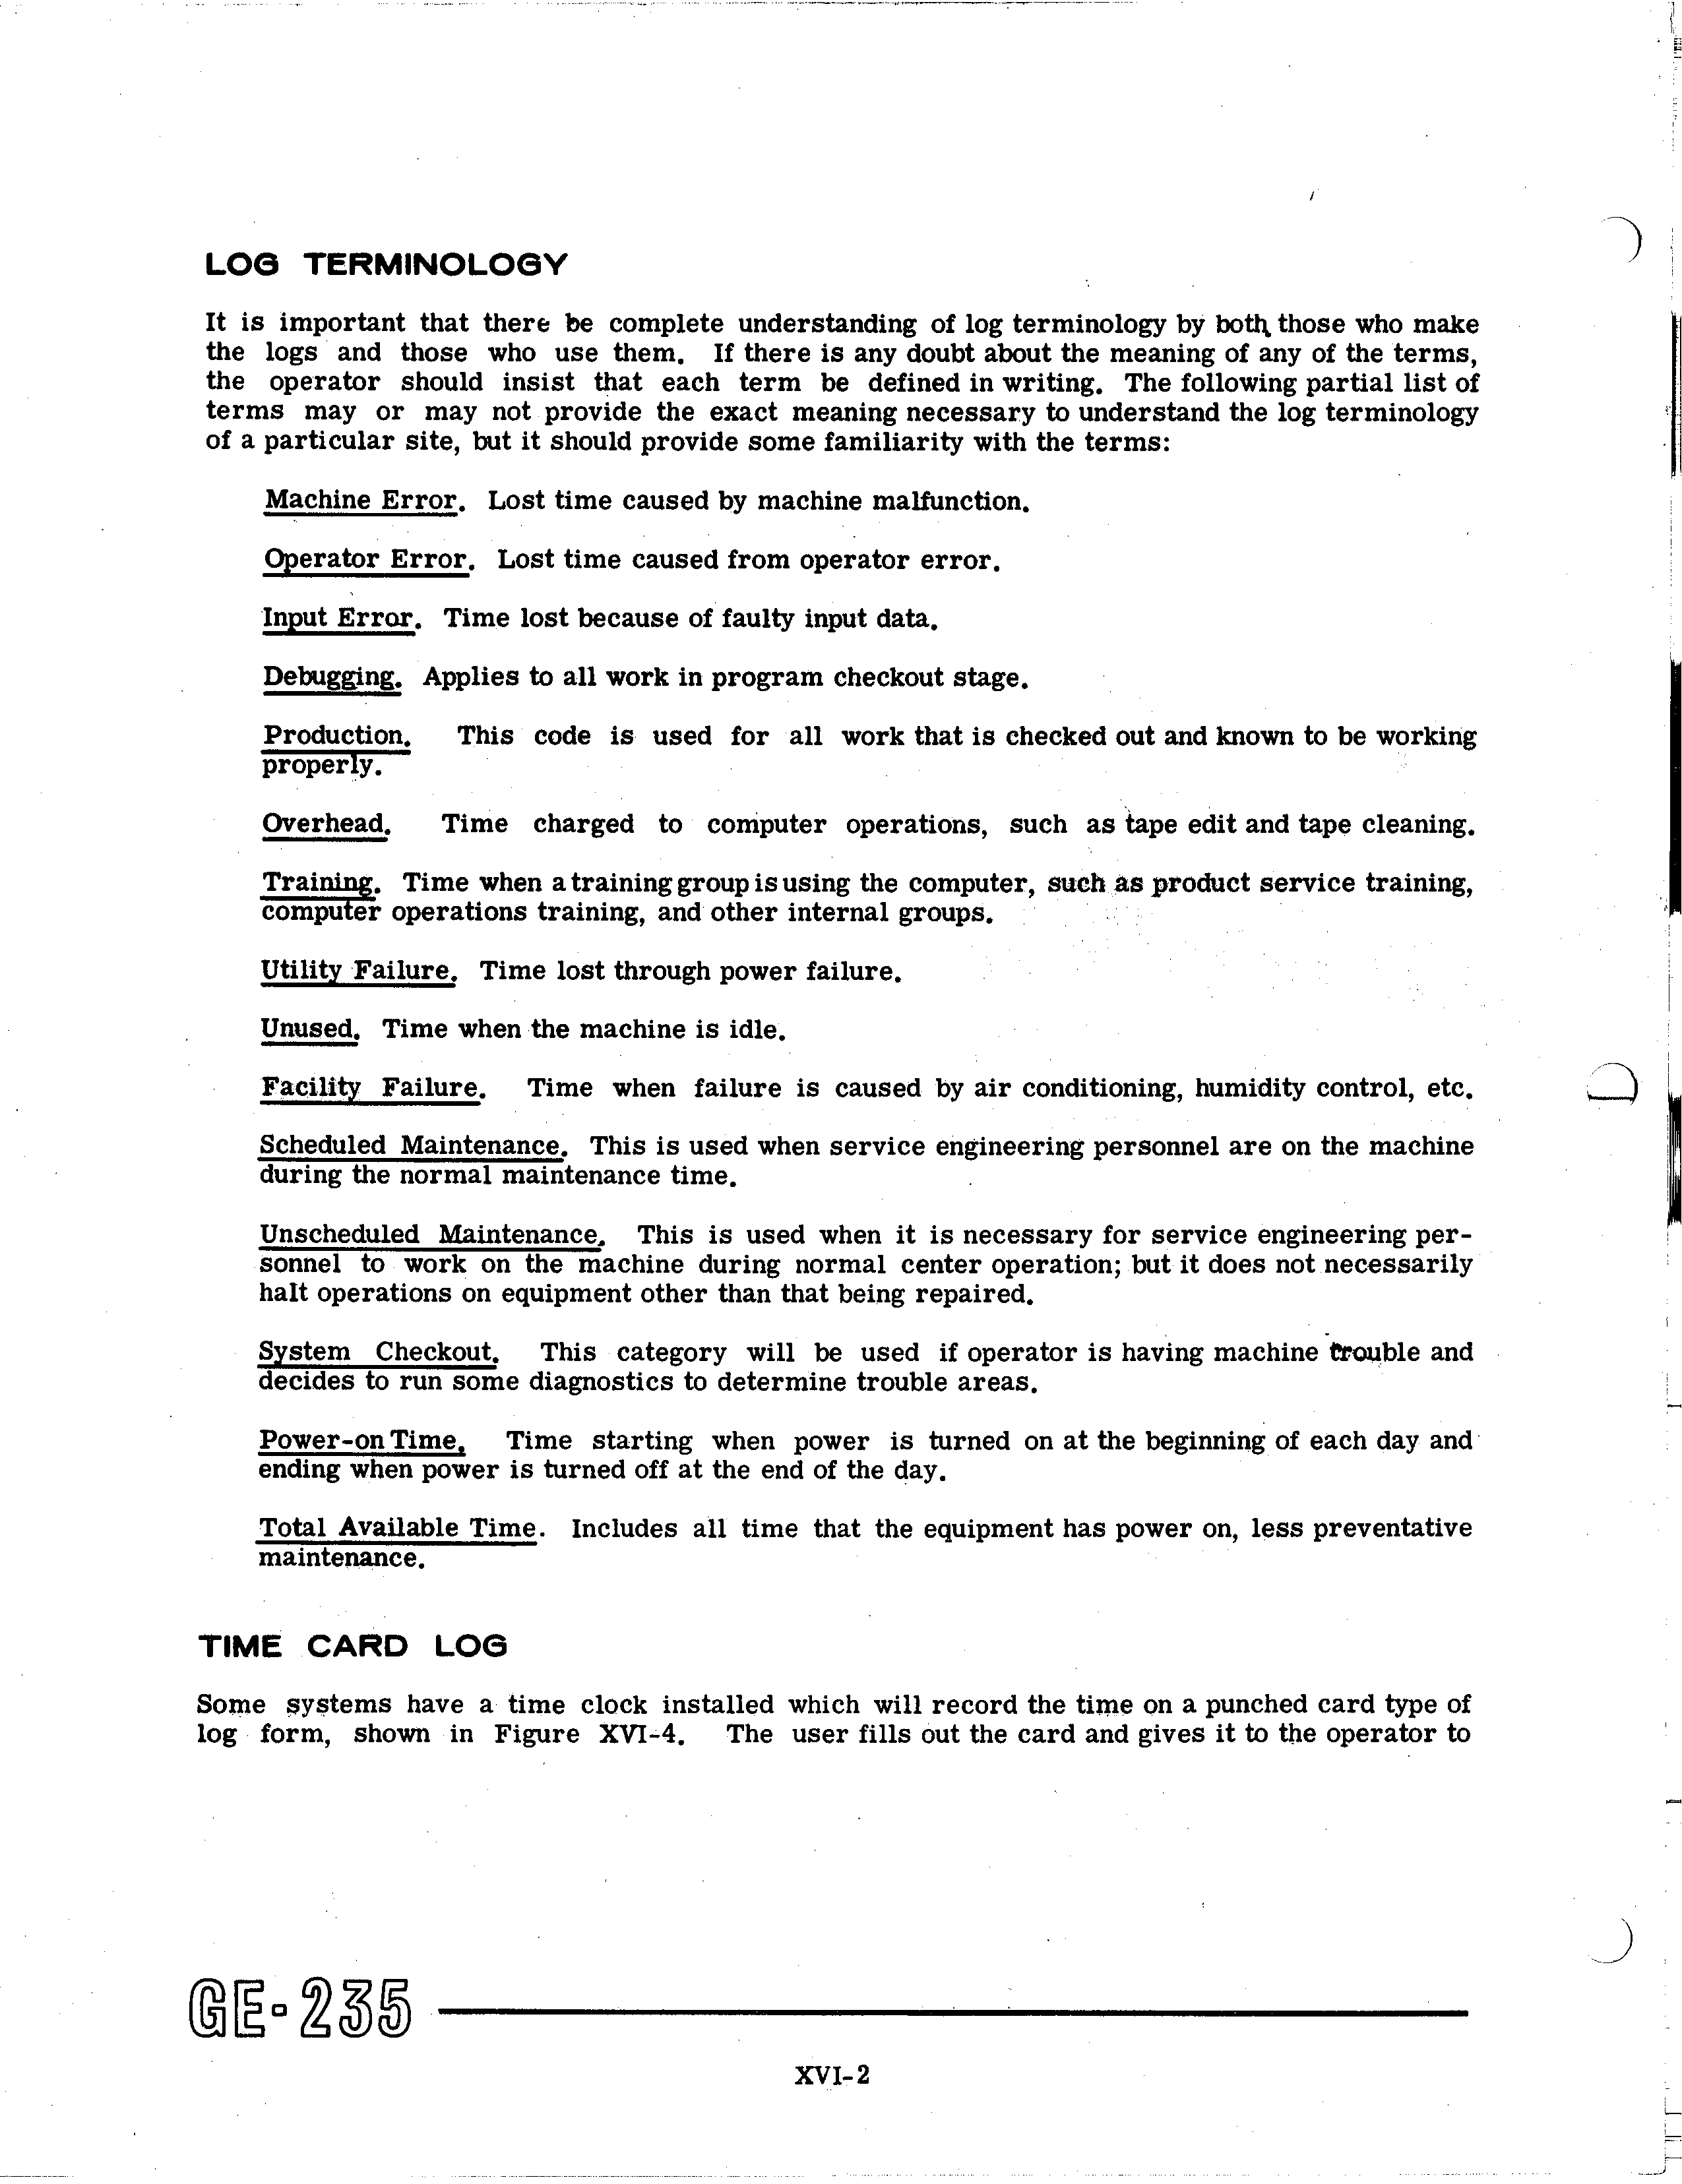 LOG TERMINOLOGY
It is important that there be complete understanding of log terminology by both those who make
the logs and those who use them. If there is any doubt about the meaning of any of the terms,
the operator should insist that each term be defined in writing. The following partial list of
terms may or may not provide the exact meaning necessary to understand the log terminology
of a particular site, but it should provide some familiarity with the terms:
Machine Error. Lost time caused by machine malfunction.
Operator Error. Lost time caused from operator error.
Input Error. Time lost because of faulty input data.
Debugging. Applies to all work in program checkout stage.
Production. This code is used for all work that is checked out and known to be working
properly.
Overhead. Time charged to computer operations, such as tape edit and tape cleaning.
Training. Time when a training group is using the computer, such as product service training,
computer operations training, and other internal groups.
Utility Failure. Time lost through power failure.
Unused. Time when the machine is idle.
Facility Failure. Time when failure is caused by air conditioning, humidity control, etc.
Scheduled Maintenance. This is used when service engineering personnel are on the machine
during the normal maintenance time.
Unscheduled Maintenance. This is used when it is necessary for service engineering per-
sonnel to work on the machine during normal center operation; but it does not necessarily
halt operations on equipment other than that being repaired.
System Checkout. This category will be used if operator is having machine trouble and
decides to run some diagnostics to determine trouble areas.
Power-on Time. Time starting when power is turned on at the beginning of each day and
ending when power is turned off at the end of the day.
Total Available Time. Includes all time that the equipment has power on, less preventative
maintenance.
TIME CARD LOG
Some systems have a time clock installed which will record the time on a punched card type of
log form, shown in Figure XVI-4. The user fills out the card and gives it to the operator to
GE-235
XVI-2